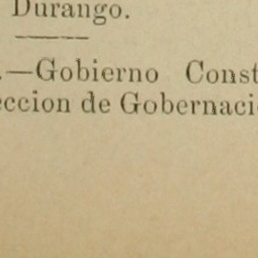 Durango.
.—Gobierno Const
eccion de Gobernaci